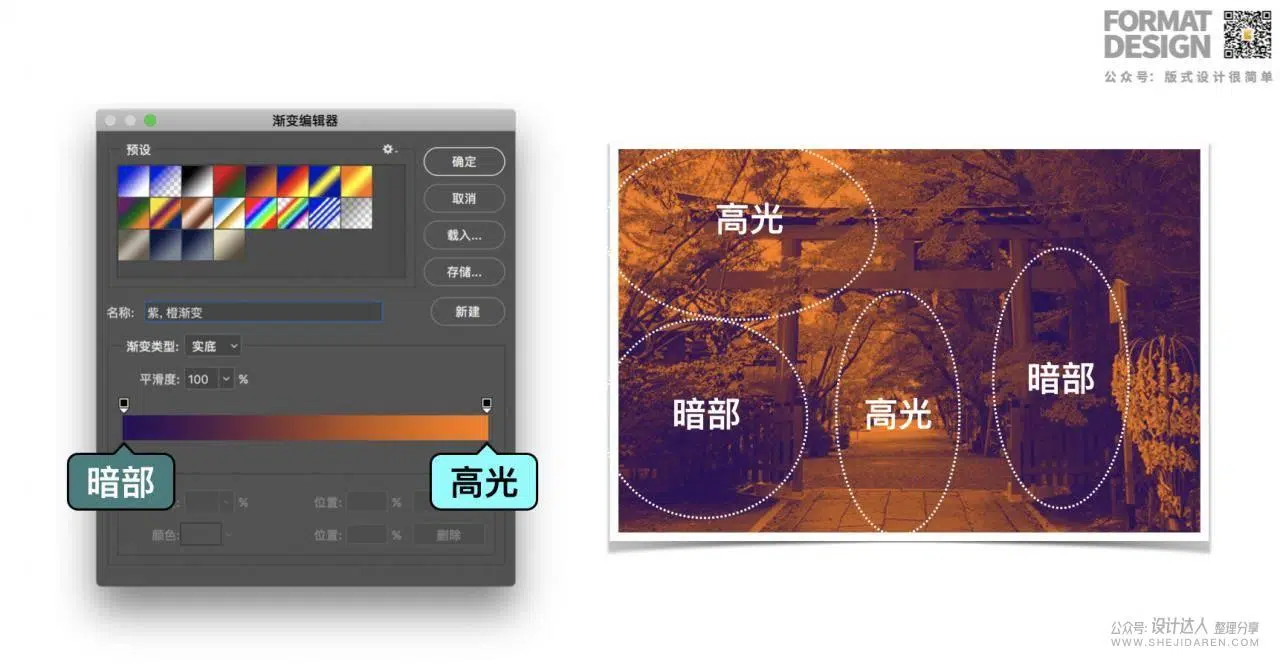 FORMAT
DESIGN
公众号：版式设计很简单
渐变编辑器
预设
确定
取消
载入...
存储...
名称: 紫, 橙渐变
新建
渐变类型: 实底
平滑度: 100 %
暗部
高光
%
位置:
%
颜色:
位置:
%
删除
高光
暗部
高光
暗部
公众号: 设计达人 整理分享
WWW.SHEJIDAREN.COM